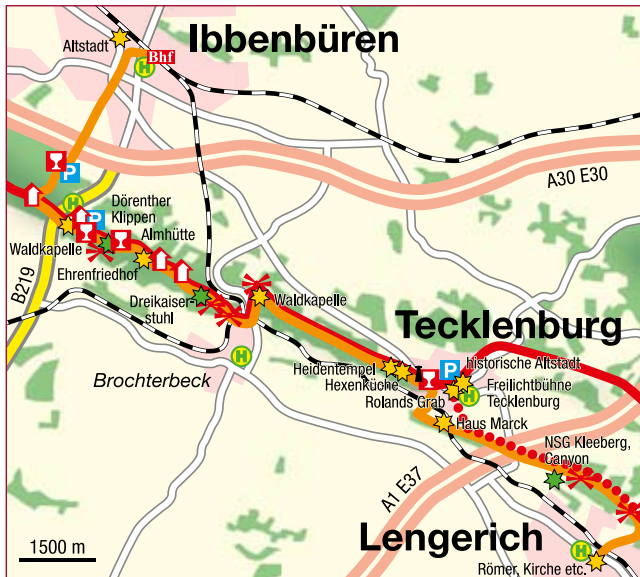 Ibbenbüren
Altstadt
Bhf
H
P
A30 E30
H
P
Dörenther
Klippen
Almhütte
Waldkapelle
Ehrenfriedhof
B219
Dreikaiser-
stuhl
Waldkapelle
Tecklenburg
H
Brochterbeck
P
historische Altstadt
Heidentempel
Hexenküche
Freilichtbühne
Tecklenburg
H
Rolands Grab
Haus Marck
NSG Kleeberg,
Canyon
A1 E37
Lengerich
H
1500 m
Römer, Kirche etc.